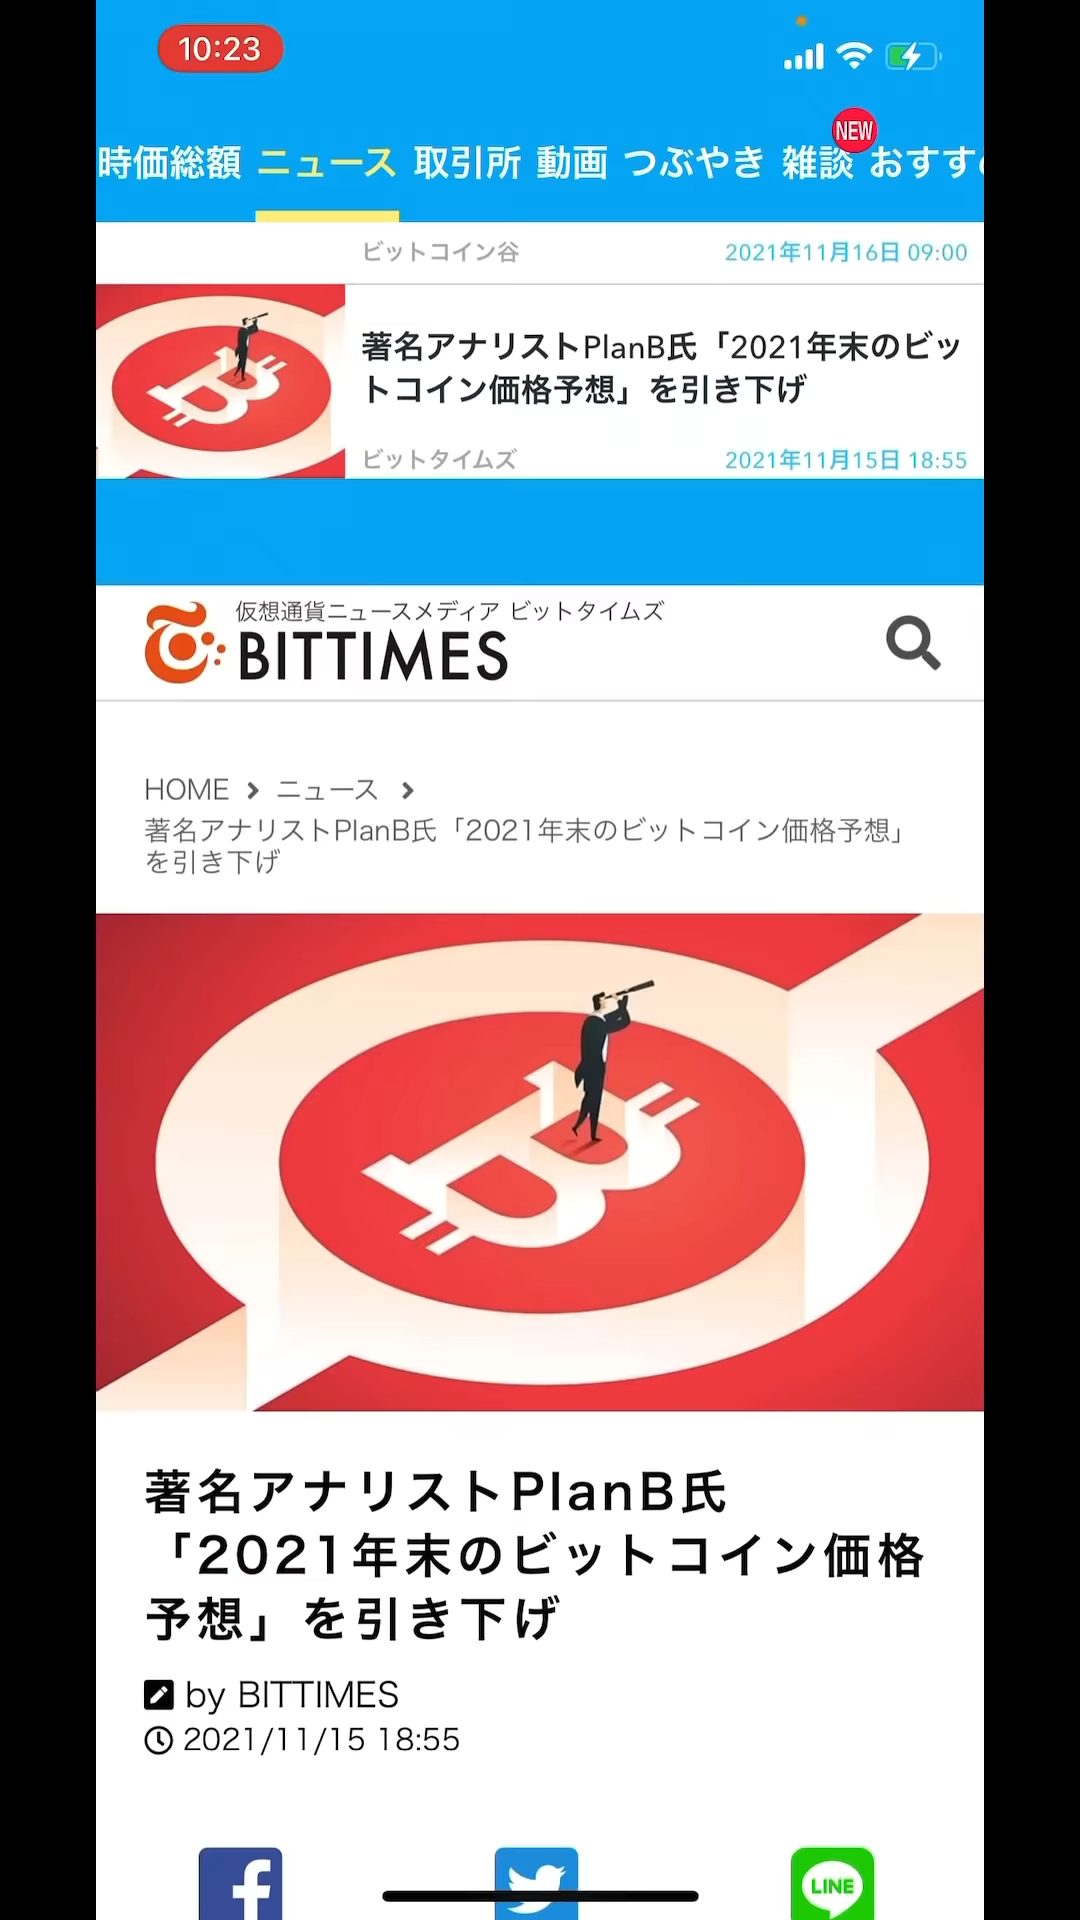 10:23
NEW
時価総額 ニュース 取引所 動画 つぶやき 雑談 おすす
ビットコイン谷 2021年11月16日 09:00
著名アナリストPlanB氏「2021年末のビッ
トコイン価格予想」を引き下げ
ビットタイムズ 2021年11月15日 18:55
仮想通貨ニュースメディア ビットタイムズ
BITTIMES
HOME > ニュース >
著名アナリストPlanB氏「2021年末のビットコイン価格予想」
を引き下げ
著名アナリストPlanB氏
「2021年末のビットコイン価格
予想」を引き下げ
by BITTIMES
2021/11/15 18:55
LINE